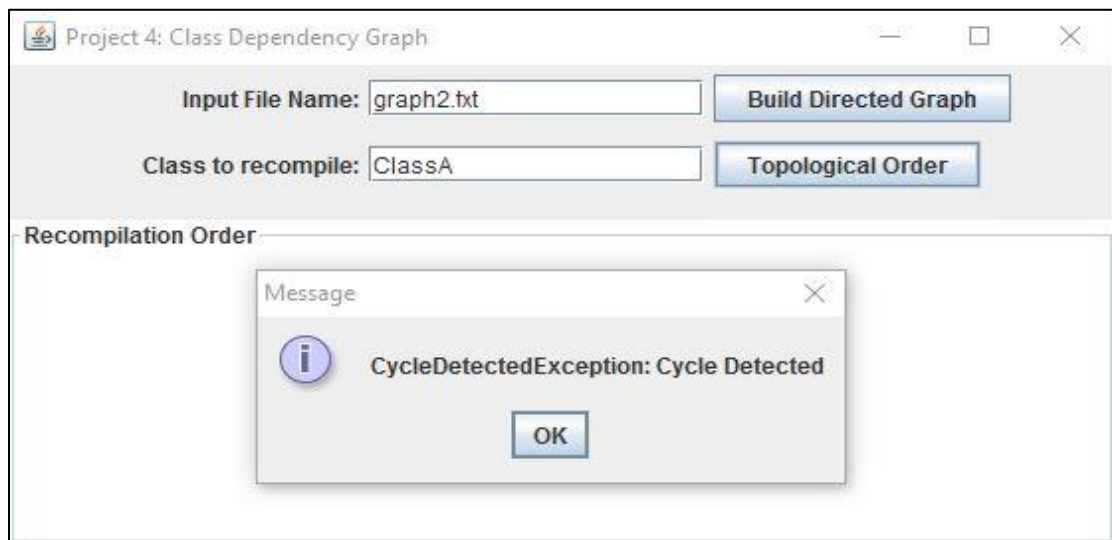 Project 4: Class Dependency Graph
Input File Name: graph2.txt Build Directed Graph
Class to recompile: ClassA Topological Order
Recompilation Order
Message
i
CycleDetectedException: Cycle Detected
OK